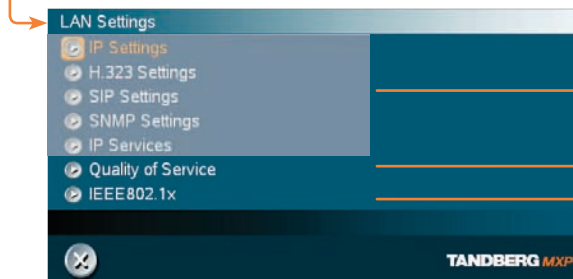 LAN Settings
IP Settings
H.323 Settings
SIP Settings
SNMP Settings
IP Services
Quality of Service
IEEE802.1x
TANDBERG MXP